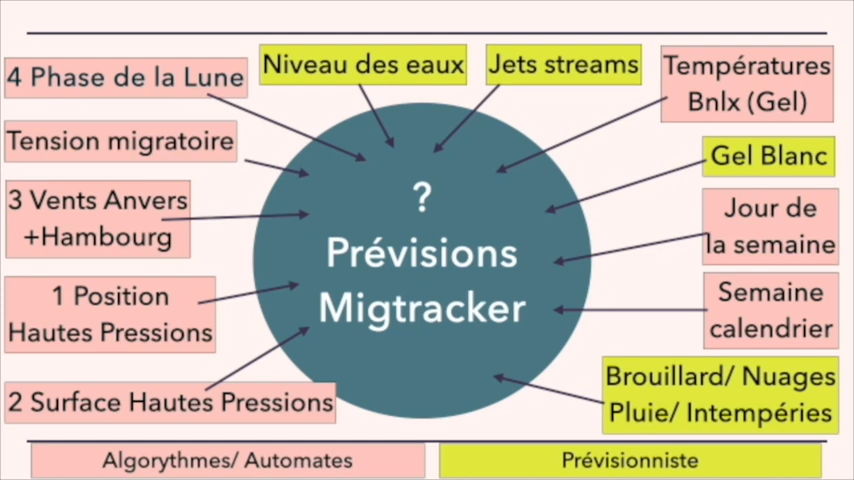 4 Phase de la Lune
Niveau des eaux
Jets streams
Températures
Bnlx (Gel)
Tension migratoire
Gel Blanc
3 Vents Anvers
+Hambourg
?
Prévisions
Migtracker
Jour de
la semaine
1 Position
Hautes Pressions
Semaine
calendrier
2 Surface Hautes Pressions
Brouillard/ Nuages
Pluie/ Intempéries
Algorythmes/ Automates
Prévisionniste